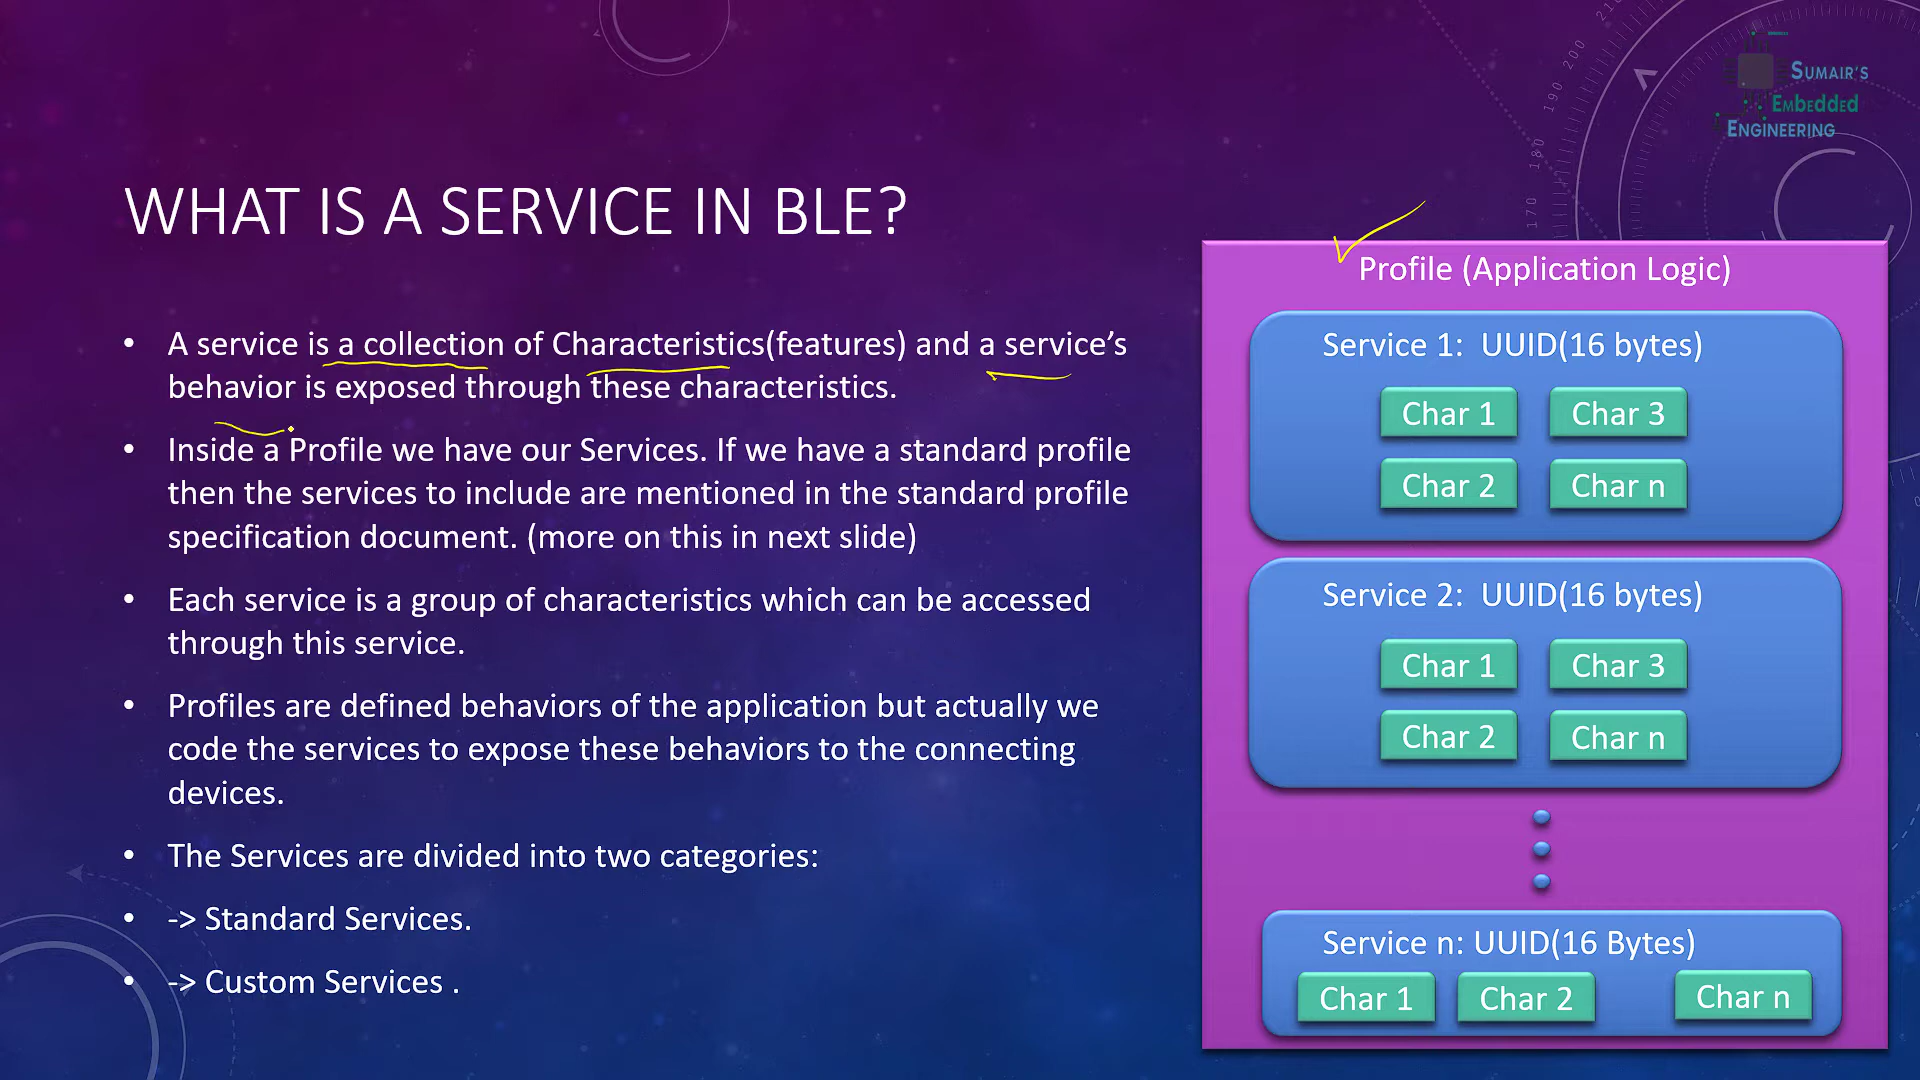 Sumair's
Embedded
Engineering
WHAT IS A SERVICE IN BLE?
• A service is a collection of Characteristics(features) and a service's
behavior is exposed through these characteristics.
• Inside a Profile we have our Services. If we have a standard profile
then the services to include are mentioned in the standard profile
specification document. (more on this in next slide)
• Each service is a group of characteristics which can be accessed
through this service.
• Profiles are defined behaviors of the application but actually we
code the services to expose these behaviors to the connecting
devices.
• The Services are divided into two categories:
• -> Standard Services.
• -> Custom Services .
Profile (Application Logic)
Service 1: UUID(16 bytes)
Char 1 Char 3
Char 2 Char n
Service 2: UUID(16 bytes)
Char 1 Char 3
Char 2 Char n
Service n: UUID(16 Bytes)
Char 1 Char 2 Char n
210
200
190
180
170